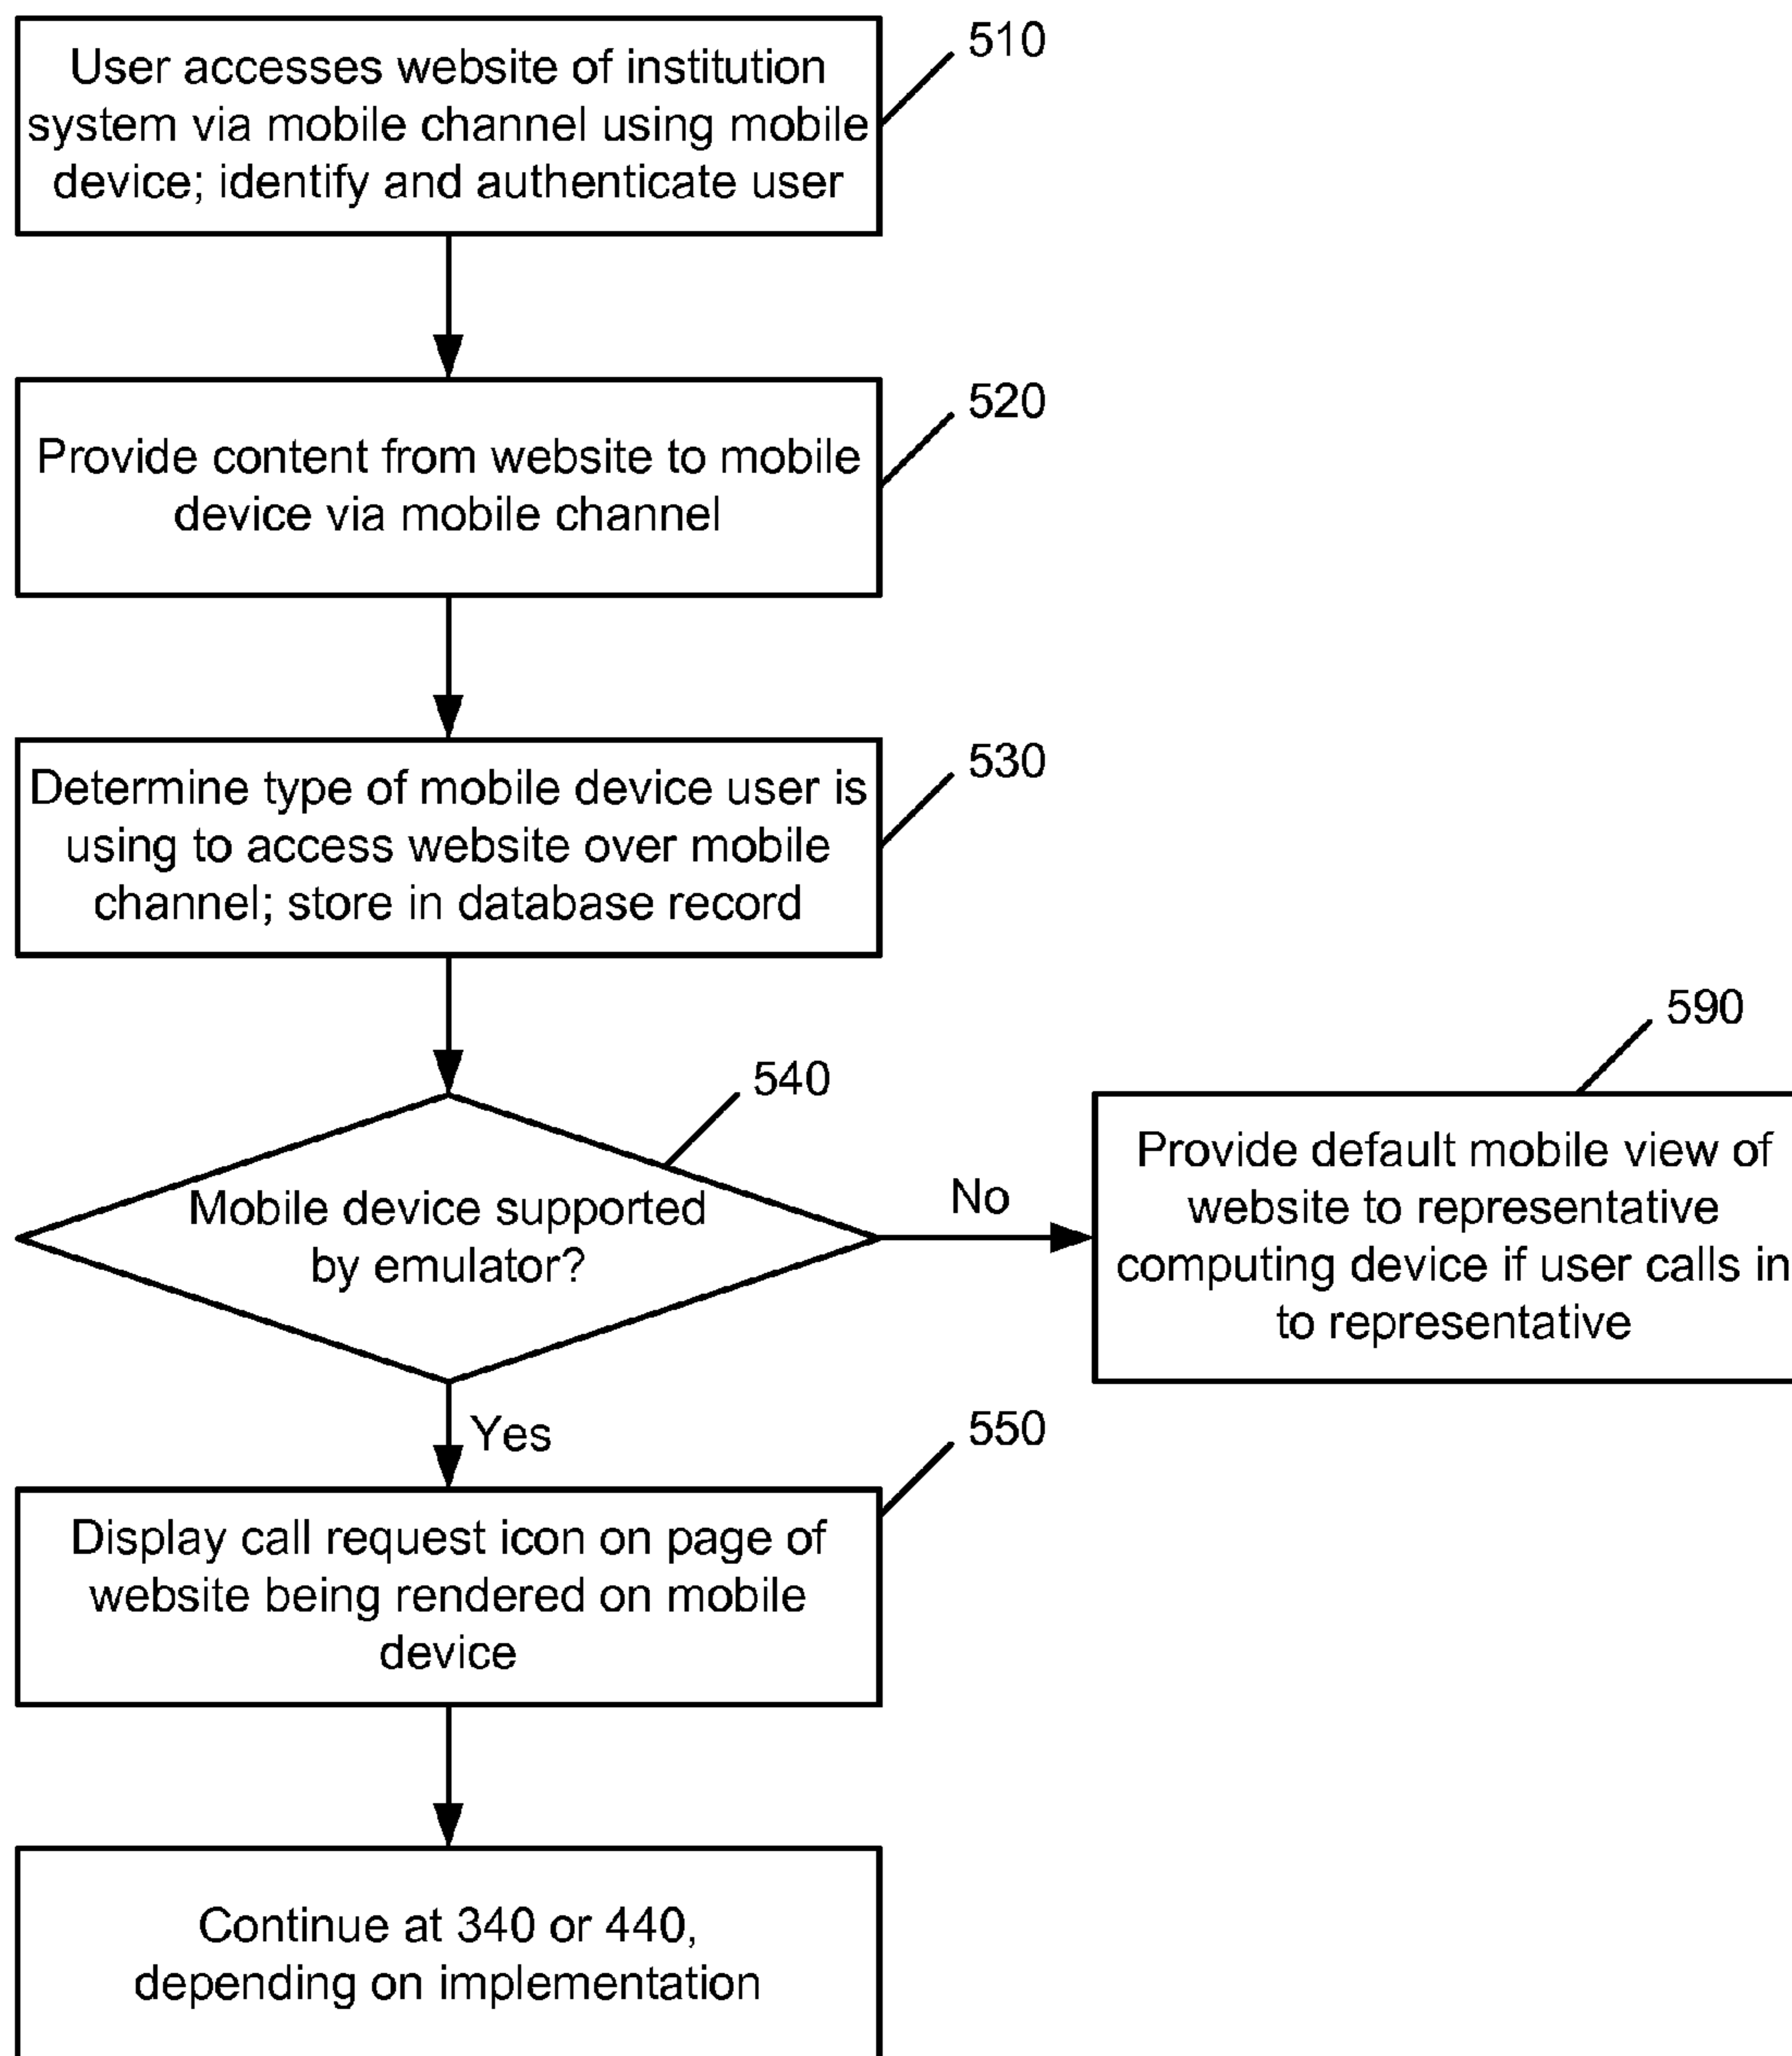 User accesses website of institution
system via mobile channel using mobile
device; identify and authenticate user
510
Provide content from website to mobile
device via mobile channel
520
Determine type of mobile device user is
using to access website over mobile
channel; store in database record
530
Mobile device supported
by emulator?
540
No
590
Provide default mobile view of
website to representative
computing device if user calls in
to representative
Yes
550
Display call request icon on page of
website being rendered on mobile
device
Continue at 340 or 440,
depending on implementation